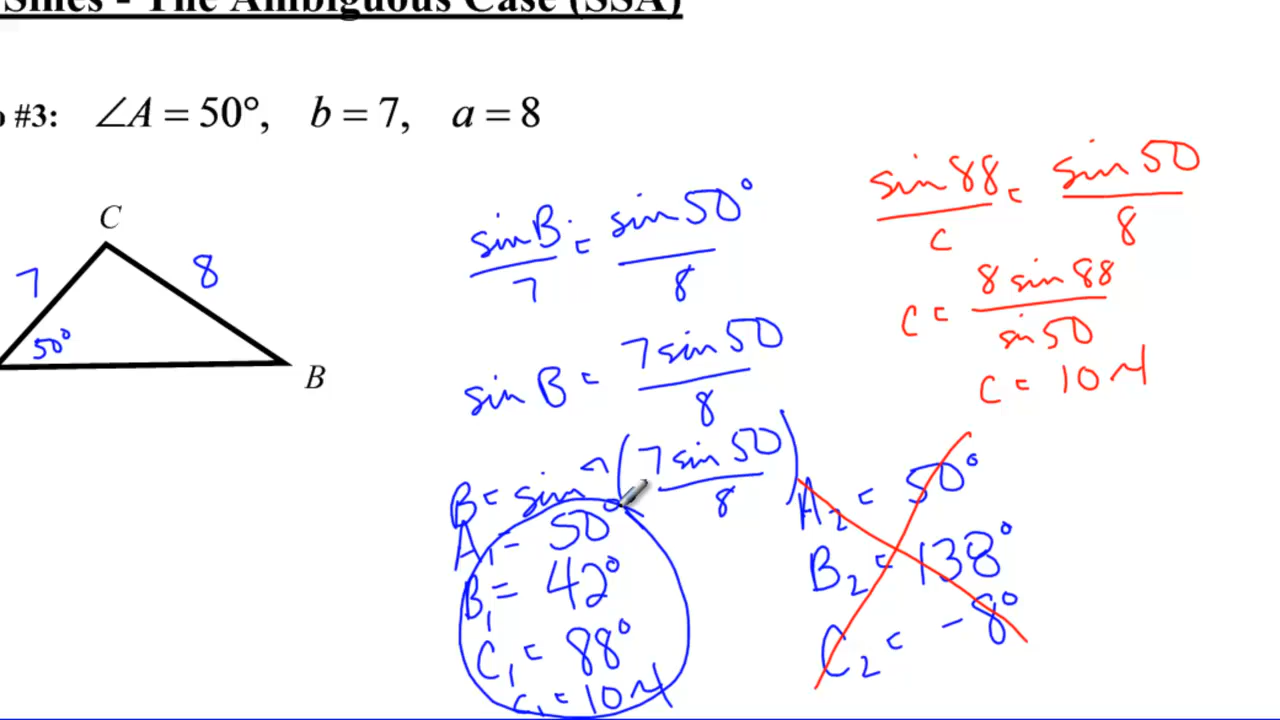 Sines - The Ambiguous Case (SSA)
#3: ∠A = 50°, b = 7, a = 8
C
7
8
50°
B
sin B / 7 = sin 50° / 8
sin B = 7 sin 50 / 8
B = sin⁻¹ (7 sin 50 / 8)
A₁ = 50°
B₁ = 42°
C₁ = 88°
c₁ = 10.4
A₂ = 50°
B₂ = 138°
C₂ = -8°
sin 88 / c = sin 50 / 8
c = 8 sin 88 / sin 50
c = 10.4